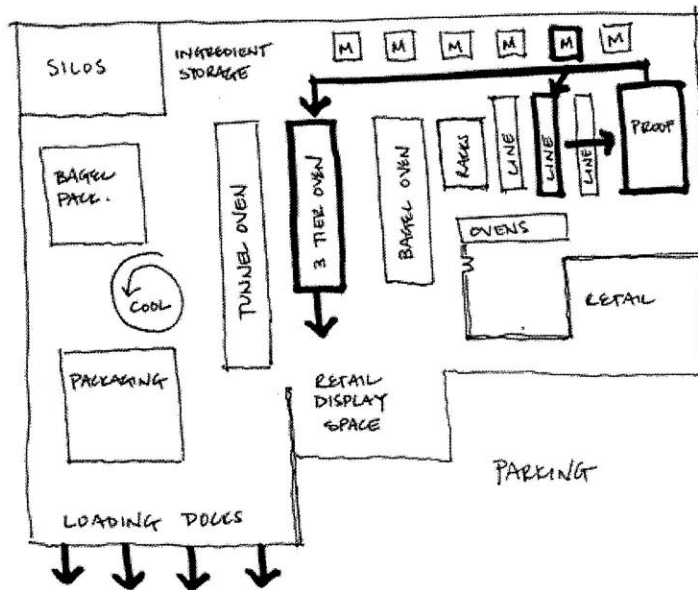 SILOS
INGREDIENT
STORAGE
M
M
M
M
M
M
BAGEL
PACK.
TUNNEL OVEN
3 TIER OVEN
BAGEL OVEN
RACKS
LINE
LINE
LINE
PROOF
OVENS
W
COOL
RETAIL
PACKAGING
RETAIL
DISPLAY
SPACE
PARKING
LOADING DOCKS